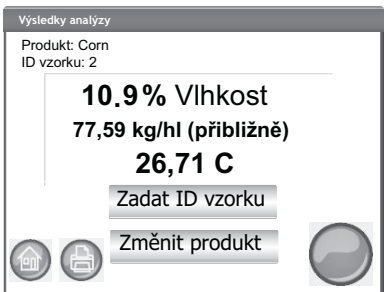 Výsledky analýzy
Produkt: Corn
ID vzorku: 2
10.9% Vlhkost
77,59 kg/hl (přibližně)
26,71 C
Zadat ID vzorku
Změnit produkt